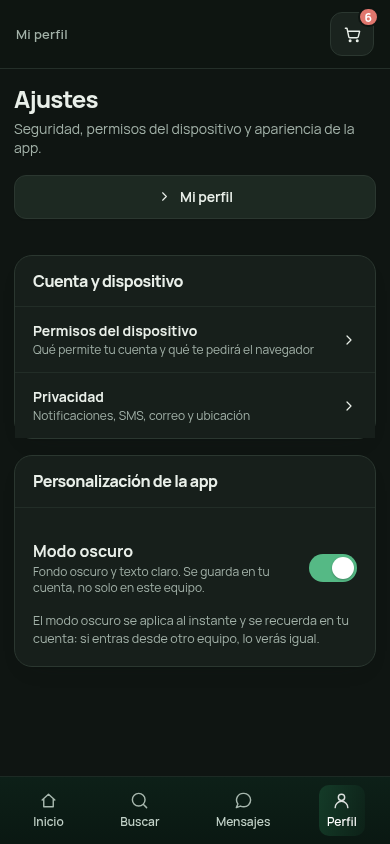 Mi perfil
6
Ajustes
Seguridad, permisos del dispositivo y apariencia de la
app.
Mi perfil
Cuenta y dispositivo
Permisos del dispositivo
Qué permite tu cuenta y qué te pedirá el navegador
Privacidad
Notificaciones, SMS, correo y ubicación
Personalización de la app
Modo oscuro
Fondo oscuro y texto claro. Se guarda en tu
cuenta, no solo en este equipo.
El modo oscuro se aplica al instante y se recuerda en tu
cuenta: si entras desde otro equipo, lo verás igual.
Inicio
Buscar
Mensajes
Perfil